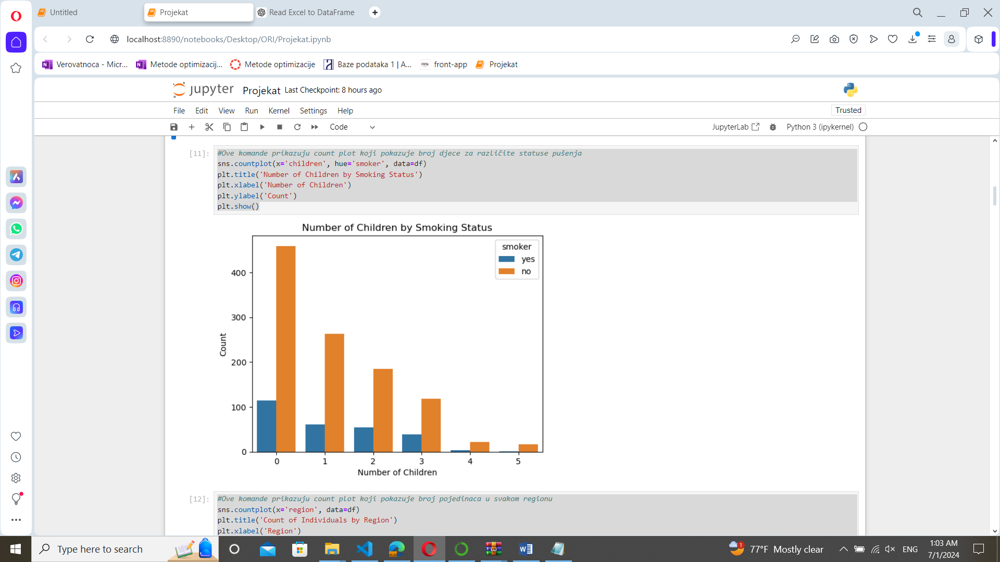 Untitled
Projekat
Read Excel to DataFrame
localhost:8890/notebooks/Desktop/ORI/Projekat.ipynb
Verovatnoca - Micr...
Metode optimizacij...
Metode optimizacije
Baze podataka 1 | A...
front-app
Projekat
jupyter Projekat Last Checkpoint: 8 hours ago
File Edit View Run Kernel Settings Help
Trusted
Code
JupyterLab
Python 3 (ipykernel)
[11]:
#Ove komande prikazuju count plot koji pokazuje broj djece za različite statuse pušenja
sns.countplot(x='children', hue='smoker', data=df)
plt.title('Number of Children by Smoking Status')
plt.xlabel('Number of Children')
plt.ylabel('Count')
plt.show()
Number of Children by Smoking Status
smoker
yes
no
400
300
200
100
0
Count
0 1 2 3 4 5
Number of Children
[12]:
#Ove komande prikazuju count plot koji pokazuje broj pojedinaca u svakom regionu
sns.countplot(x='region', data=df)
plt.title('Count of Individuals by Region')
plt.xlabel('Region')
Type here to search
1
77°F Mostly clear
ENG
1:03 AM
7/1/2024